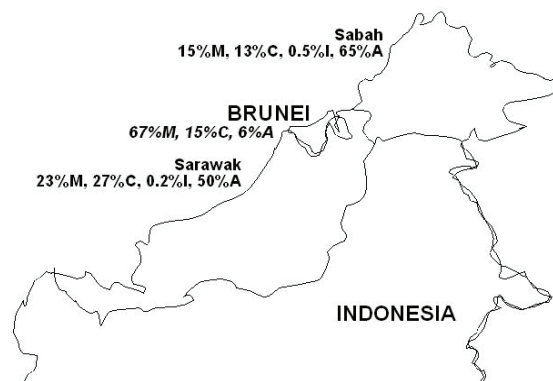 Sabah
15%M, 13%C, 0.5%I, 65%A
BRUNEI
67%M, 15%C, 6%A
Sarawak
23%M, 27%C, 0.2%I, 50%A
INDONESIA